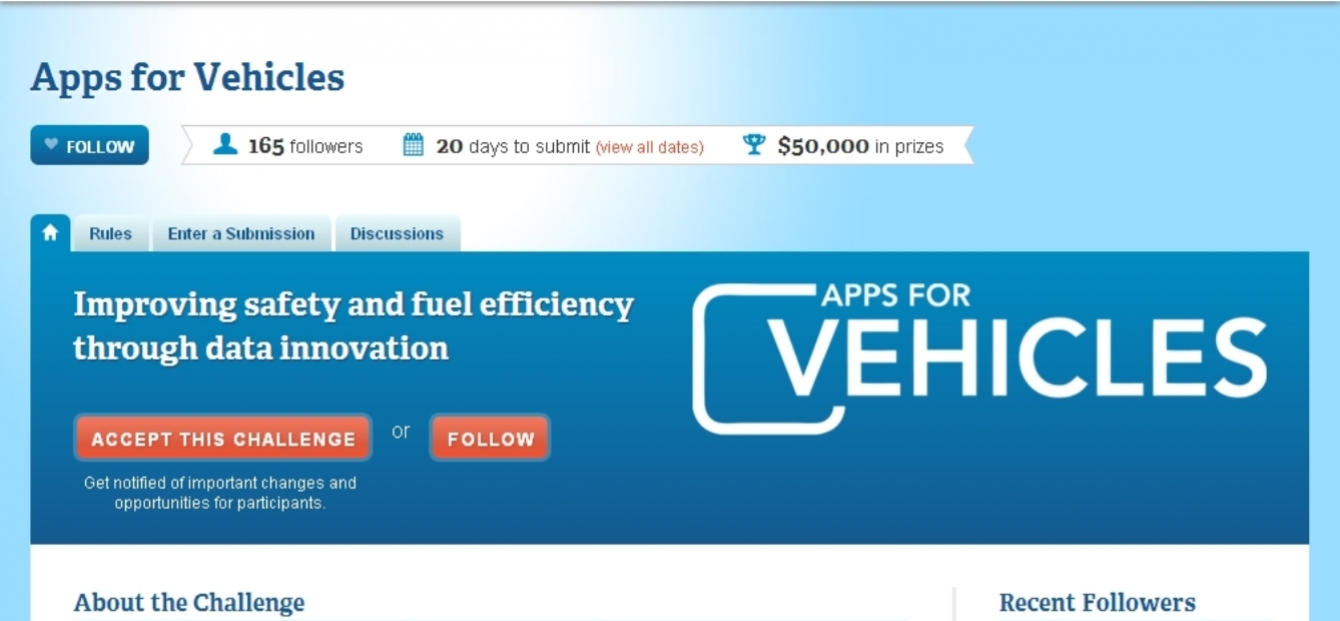 Apps for Vehicles
FOLLOW
165 followers
20 days to submit (view all dates)
$50,000 in prizes
Rules
Enter a Submission
Discussions
Improving safety and fuel efficiency
through data innovation
APPS FOR
VEHICLES
ACCEPT THIS CHALLENGE
or
FOLLOW
Get notified of important changes and
opportunities for participants.
About the Challenge
Recent Followers